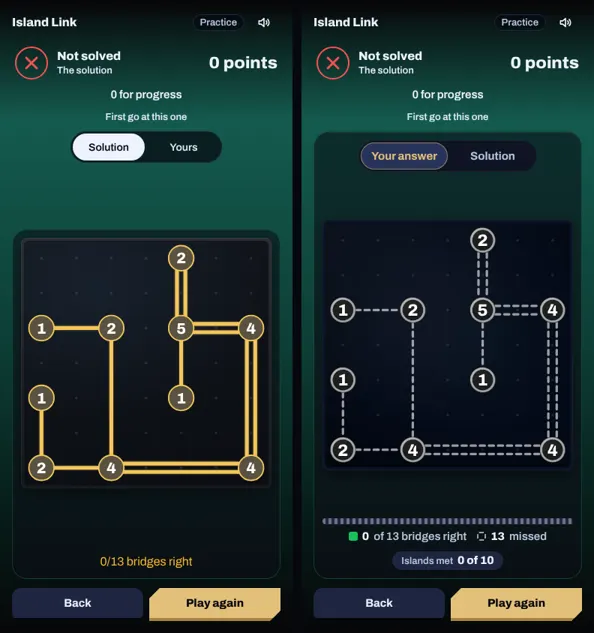 Island Link
Practice
Not solved
The solution
0 points
0 for progress
First go at this one
Solution
Yours
2
1
2
5
4
1
1
2
4
4
0/13 bridges right
Back
Play again
Island Link
Practice
Not solved
The solution
0 points
0 for progress
First go at this one
Your answer
Solution
2
1
2
5
4
1
1
2
4
4
0 of 13 bridges right 13 missed
Islands met 0 of 10
Back
Play again